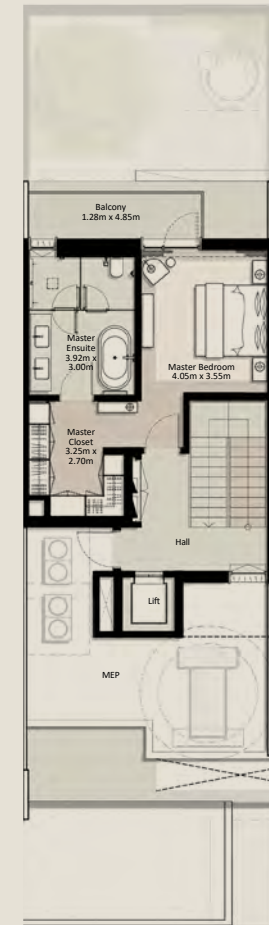 Balcony
1.28m x 4.85m
Master
Ensuite
3.92m x
3.00m
Master Bedroom
4.05m x 3.55m
Master
Closet
3.25m x
2.70m
Hall
Lift
MEP